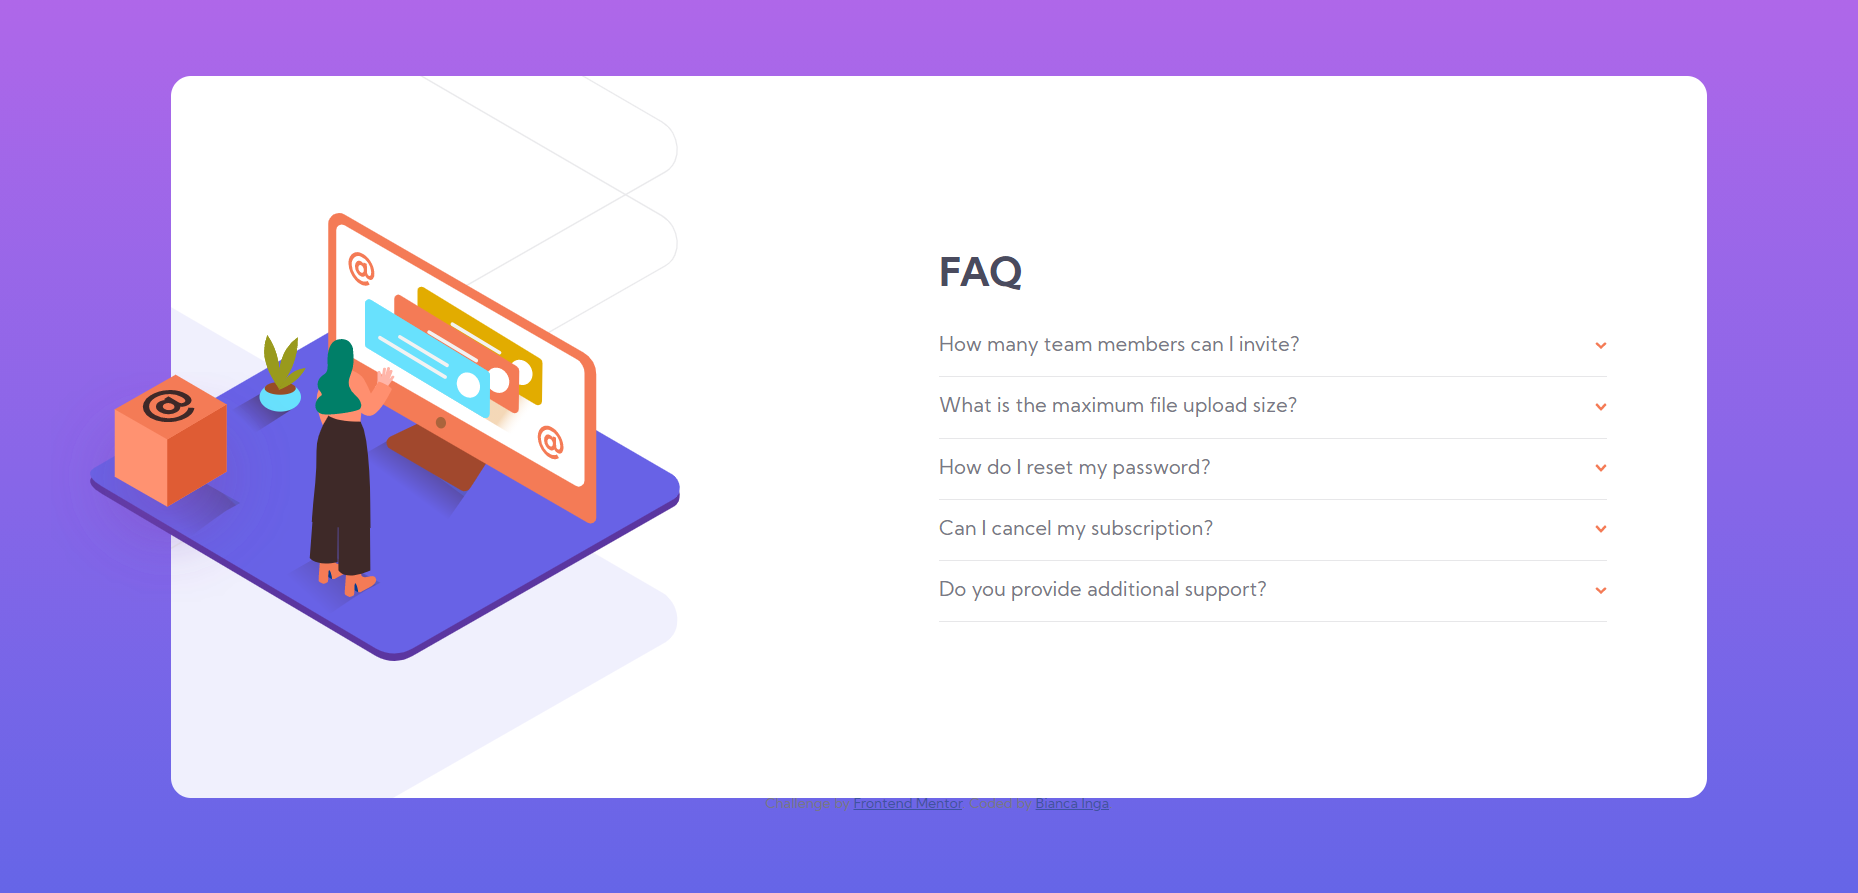 @
@
@
FAQ
How many team members can I invite?
What is the maximum file upload size?
How do I reset my password?
Can I cancel my subscription?
Do you provide additional support?
Challenge by Frontend Mentor. Coded by Bianca Inga